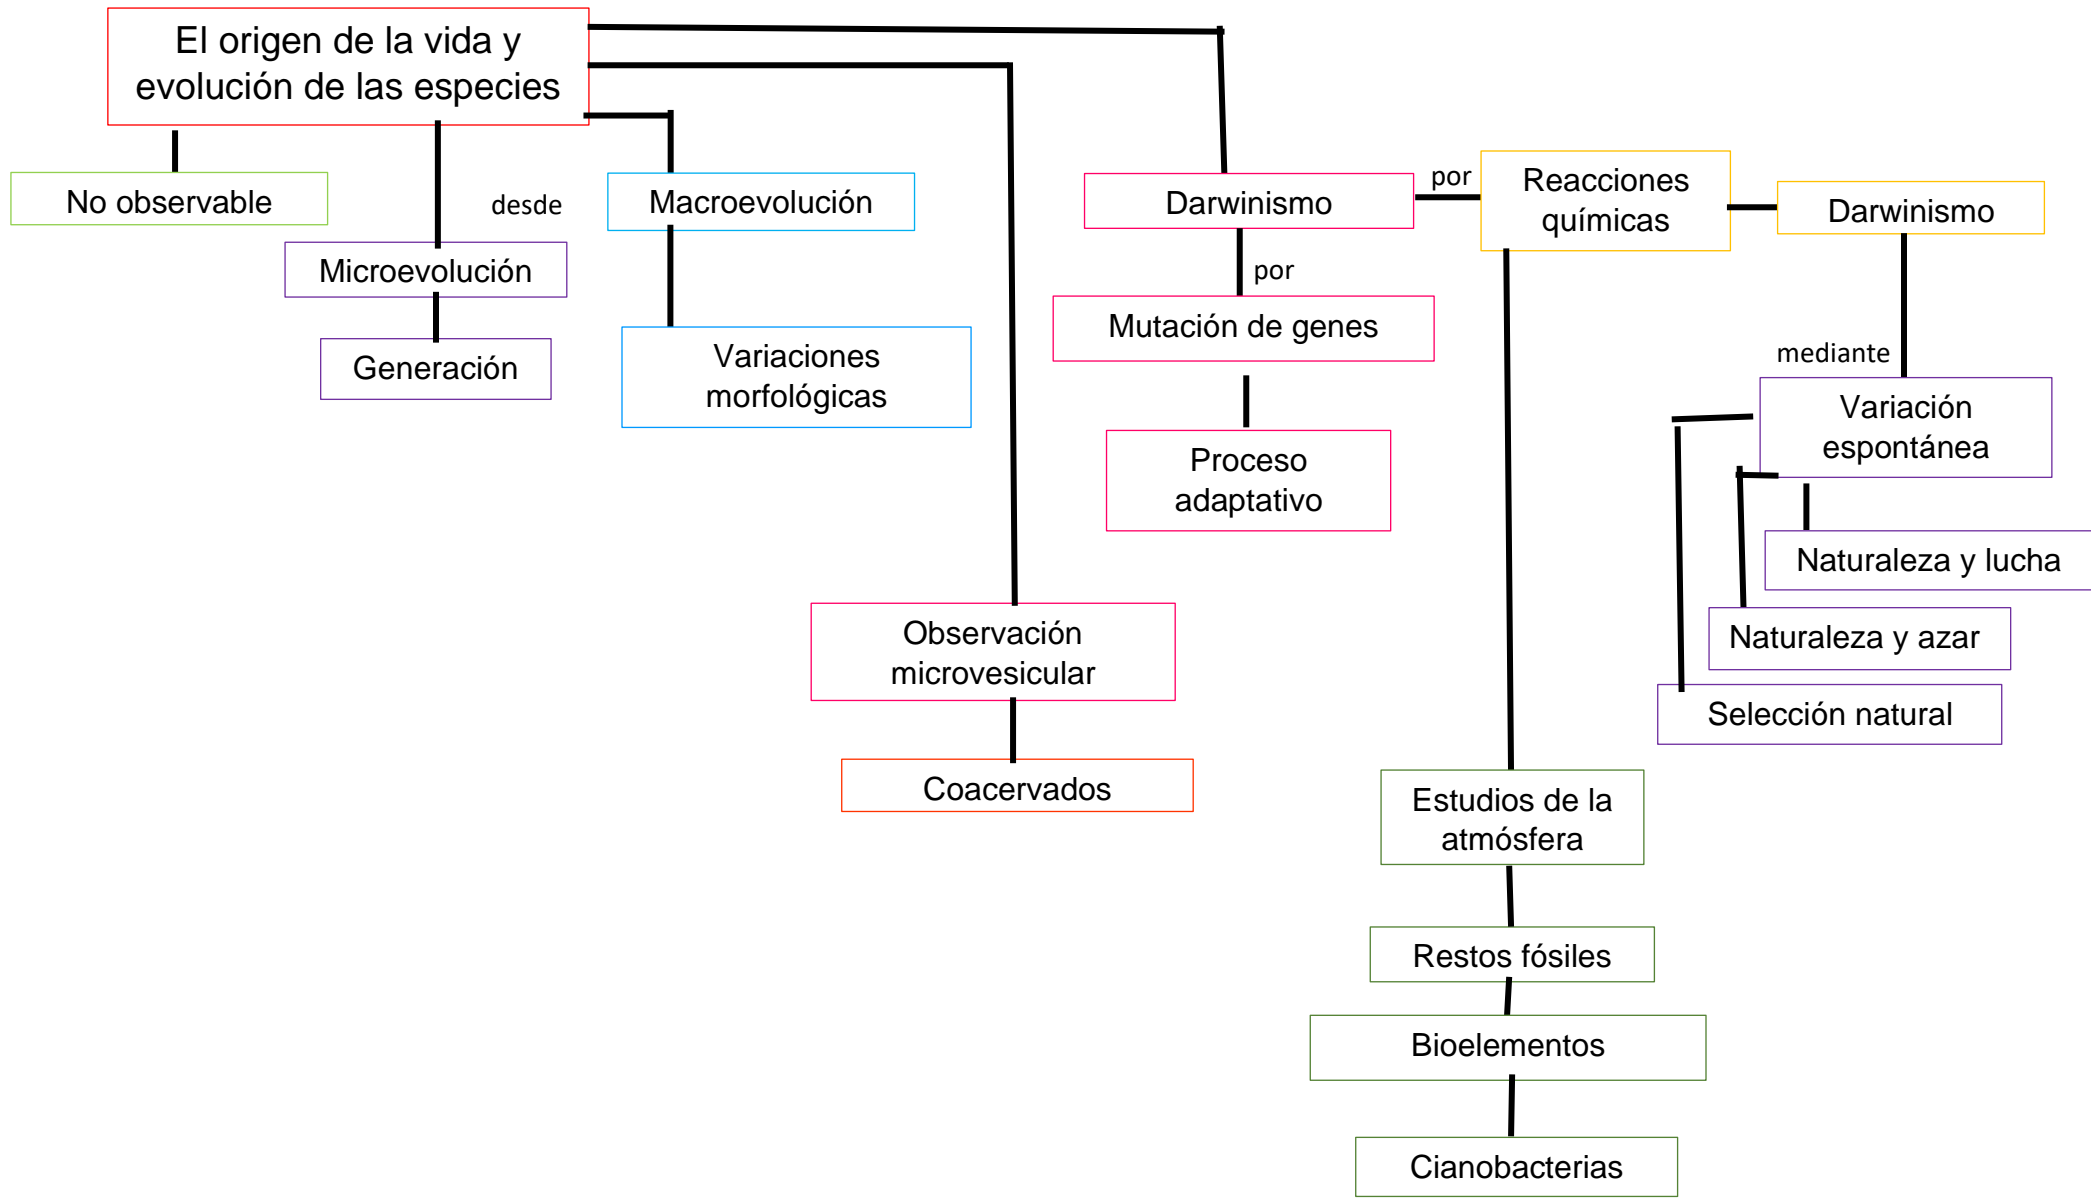 El origen de la vida y
evolución de las especies
No observable
desde
Microevolución
Generación
Macroevolución
Variaciones
morfológicas
Observación
microvesicular
Coacervados
Darwinismo
por
Mutación de genes
Proceso
adaptativo
por
Reacciones
químicas
Estudios de la
atmósfera
Restos fósiles
Bioelementos
Cianobacterias
Darwinismo
mediante
Variación
espontánea
Naturaleza y lucha
Naturaleza y azar
Selección natural